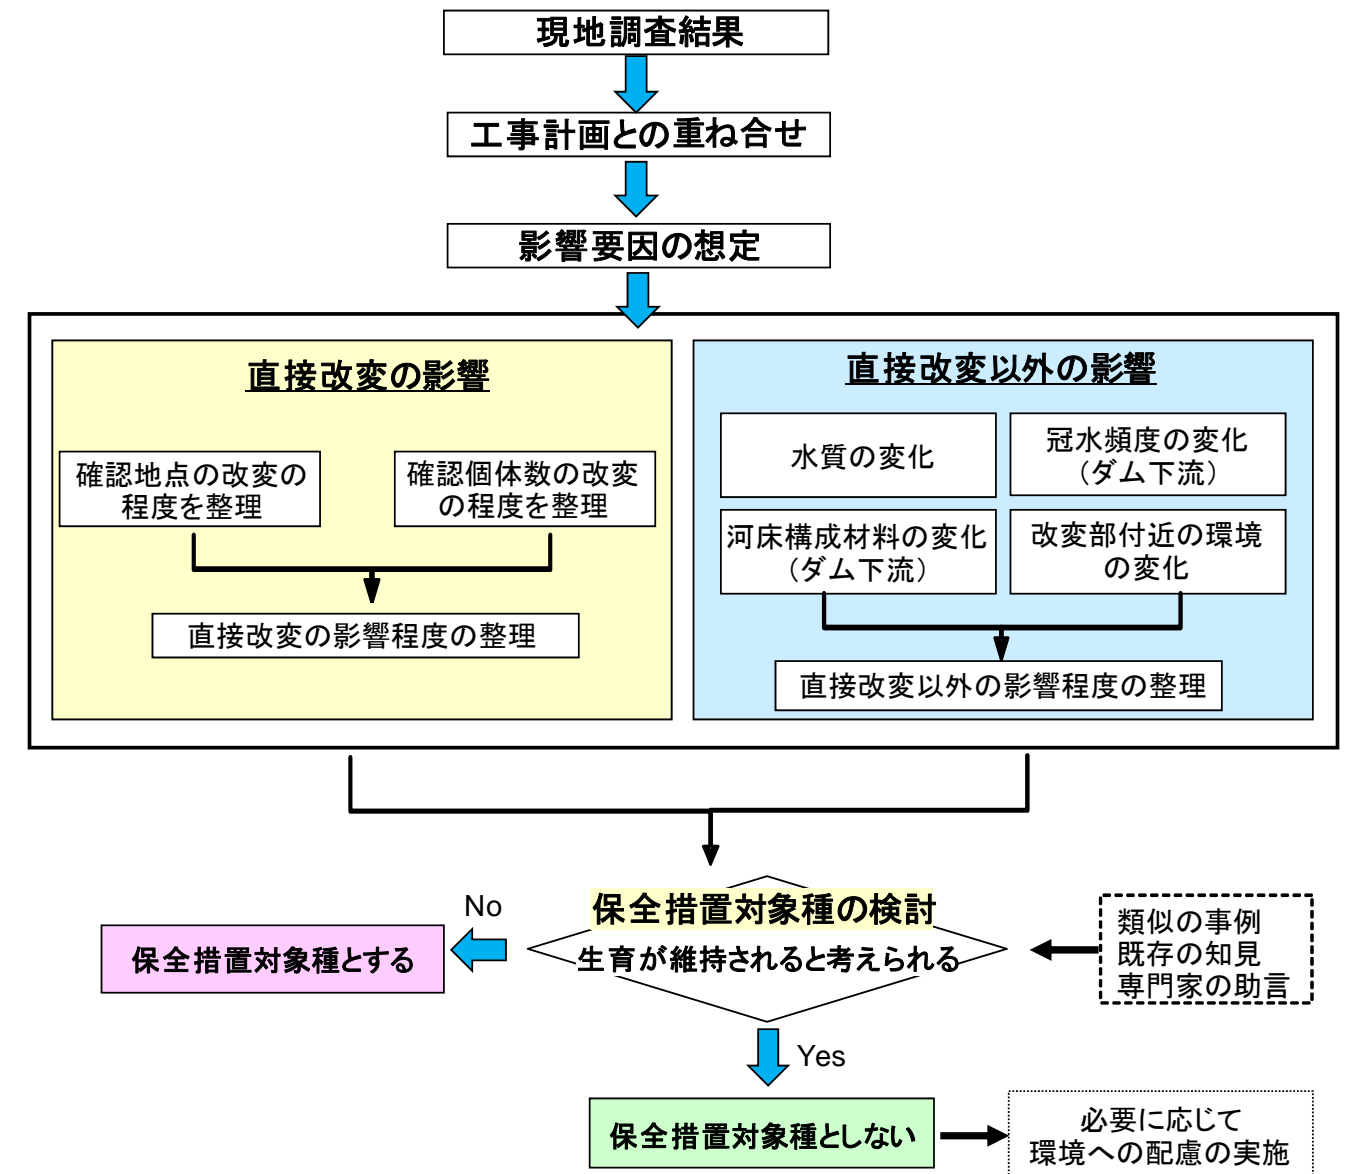 現地調査結果
工事計画との重ね合せ
影響要因の想定
直接改変の影響
確認地点の改変の
程度を整理
確認個体数の改変
の程度を整理
直接改変の影響程度の整理
直接改変以外の影響
水質の変化
冠水頻度の変化
（ダム下流）
河床構成材料の変化
（ダム下流）
改変部付近の環境
の変化
直接改変以外の影響程度の整理
保全措置対象種の検討
生育が維持されると考えられる
類似の事例
既存の知見
専門家の助言
No
保全措置対象種とする
Yes
保全措置対象種としない
必要に応じて
環境への配慮の実施